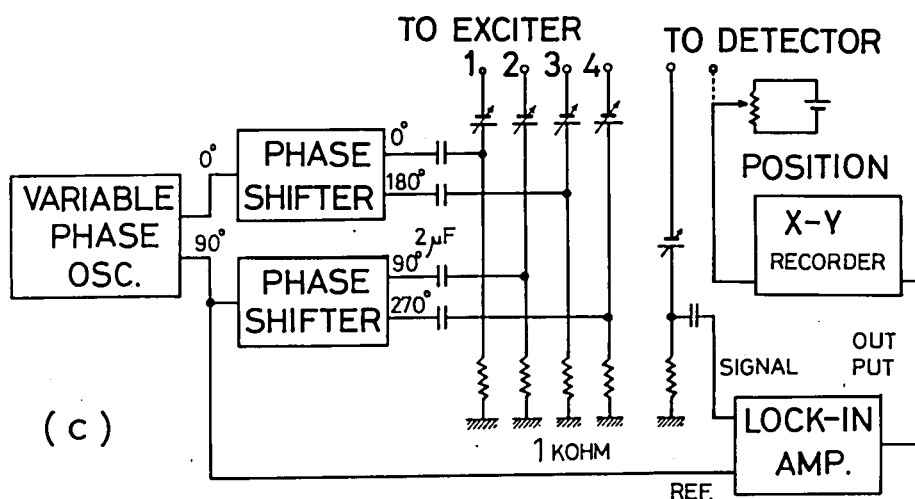 TO EXCITER
1 2 3 4
TO DETECTOR
0°
PHASE
SHIFTER
0°
180°
VARIABLE
PHASE
OSC.
90°
2μF
PHASE
SHIFTER
90°
270°
POSITION
X-Y
RECORDER
SIGNAL
OUT
PUT
(c)
1 KOHM
LOCK-IN
AMP.
REF.